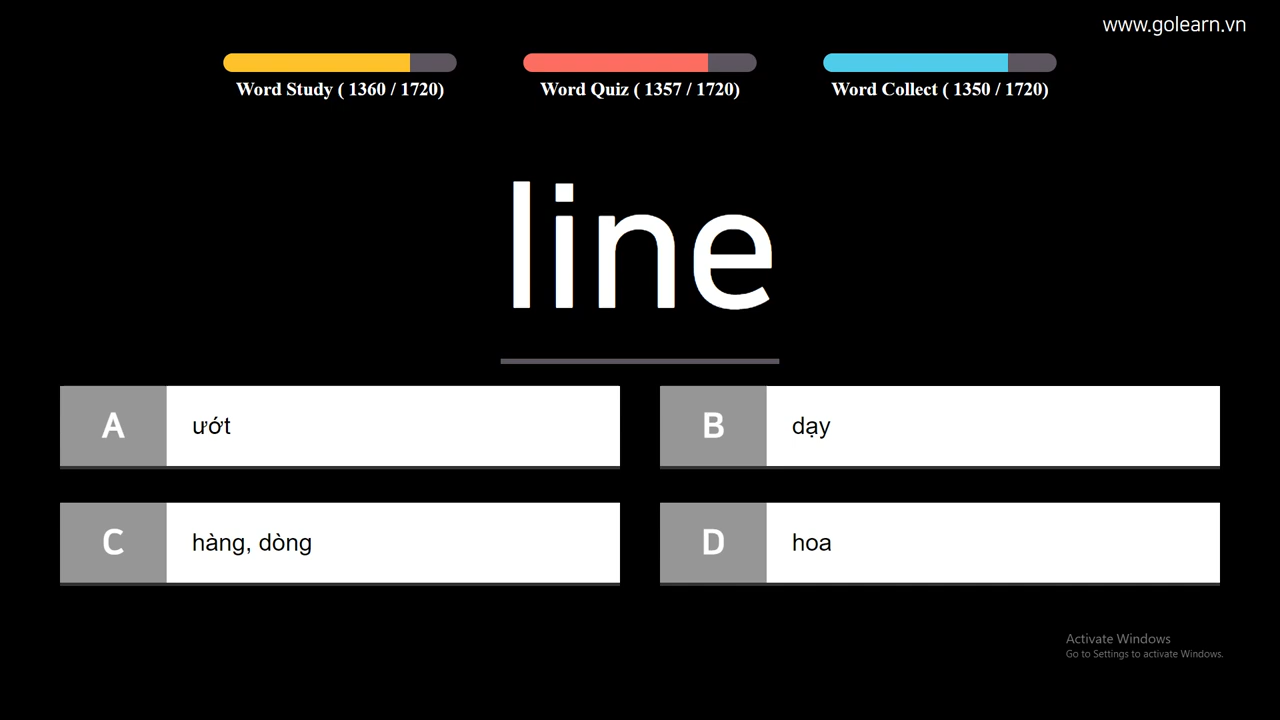 www.golearn.vn
Word Study ( 1360 / 1720)
Word Quiz ( 1357 / 1720)
Word Collect ( 1350 / 1720)
line
A ướt
B dạy
C hàng, dòng
D hoa
Activate Windows
Go to Settings to activate Windows.